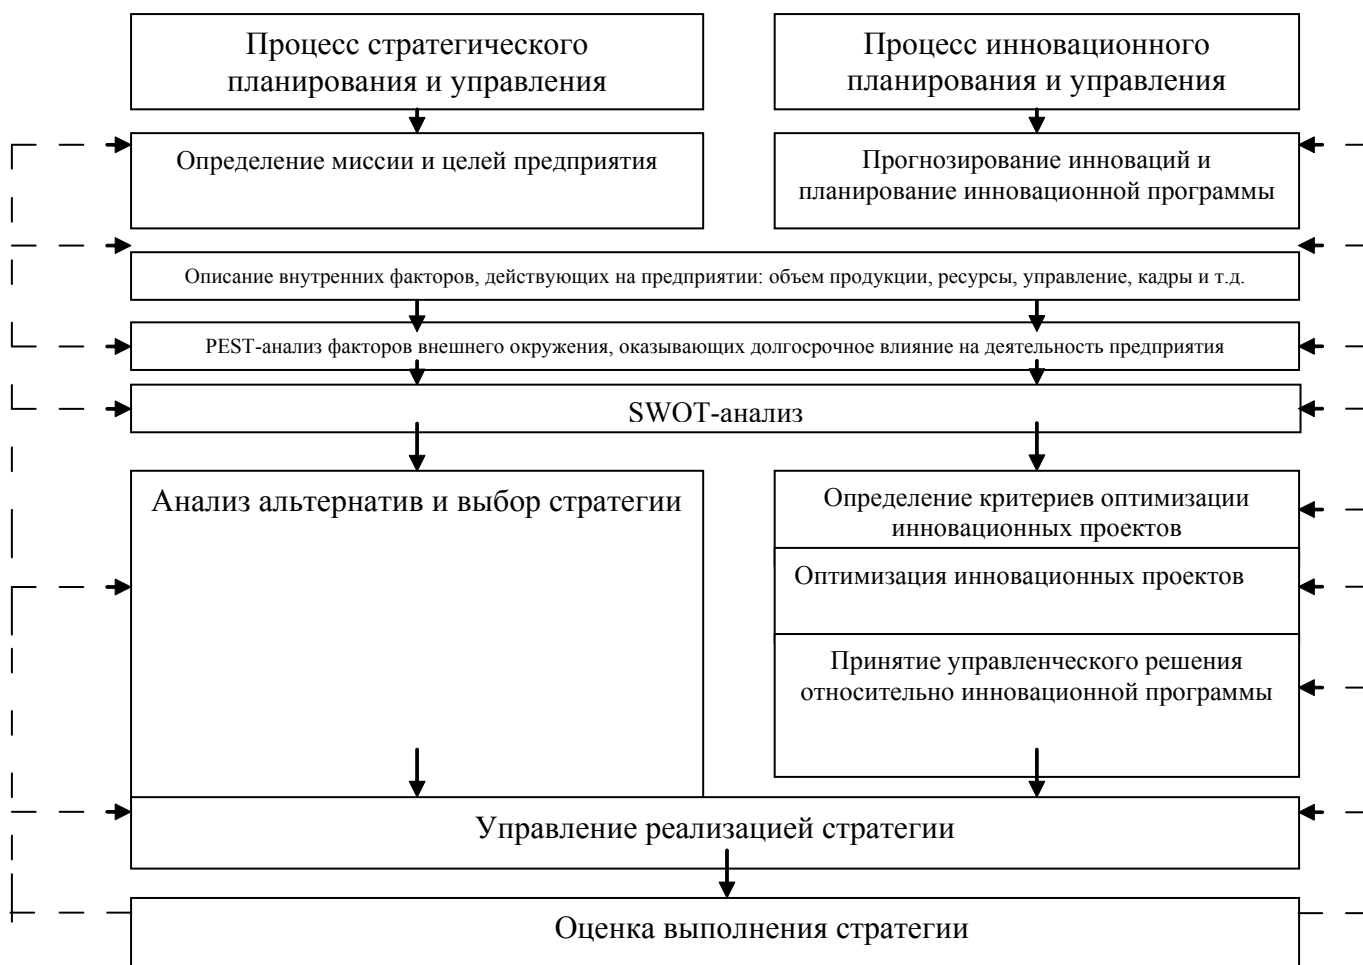 Процесс стратегического
планирования и управления
Процесс инновационного
планирования и управления
Определение миссии и целей предприятия
Прогнозирование инноваций и
планирование инновационной программы
Описание внутренних факторов, действующих на предприятии: объем продукции, ресурсы, управление, кадры и т.д.
PEST-анализ факторов внешнего окружения, оказывающих долгосрочное влияние на деятельность предприятия
SWOT-анализ
Анализ альтернатив и выбор стратегии
Определение критериев оптимизации
инновационных проектов
Оптимизация инновационных проектов
Принятие управленческого решения
относительно инновационной программы
Управление реализацией стратегии
Оценка выполнения стратегии